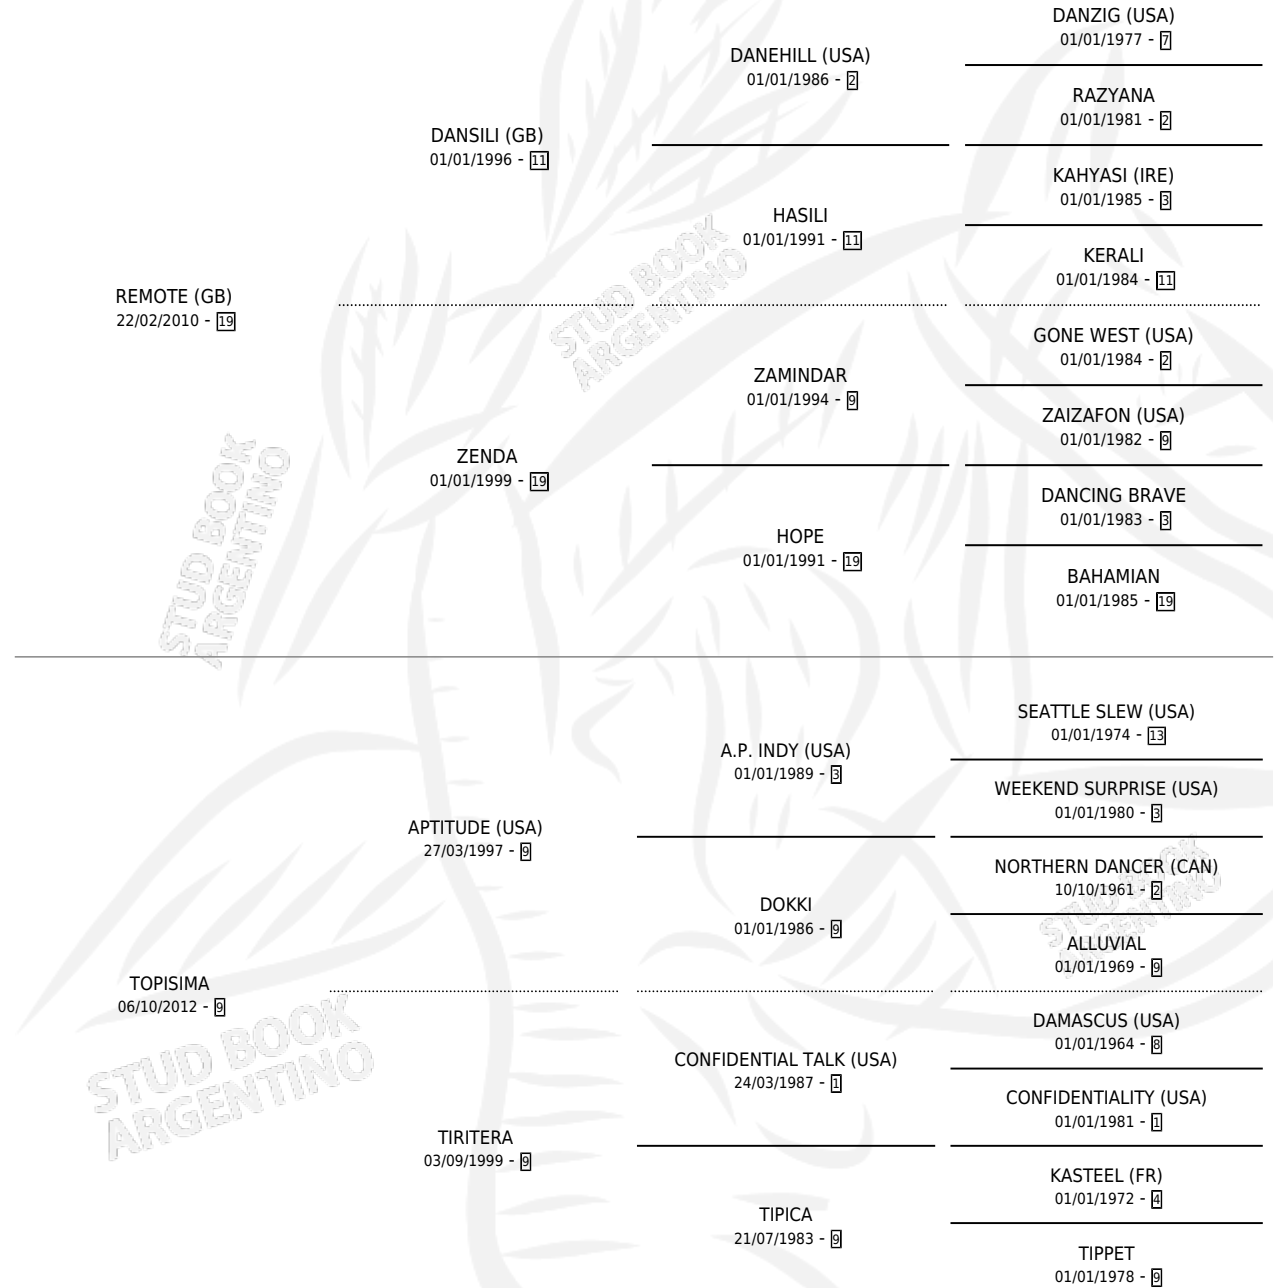 DANZIG (USA)
01/01/1977 - 7
DANEHILL (USA)
01/01/1986 - 2
RAZYANA
01/01/1981 - 2
DANSILI (GB)
01/01/1996 - 11
KAHYASI (IRE)
01/01/1985 - 3
HASILI
01/01/1991 - 11
KERALI
01/01/1984 - 11
REMOTE (GB)
22/02/2010 - 19
STUD BOOK
ARGENTINO
GONE WEST (USA)
01/01/1984 - 2
ZAMINDAR
01/01/1994 - 9
ZAIZAFON (USA)
01/01/1982 - 9
ZENDA
01/01/1999 - 19
DANCING BRAVE
01/01/1983 - 3
HOPE
01/01/1991 - 19
BAHAMIAN
01/01/1985 - 19
STUD BOOK
ARGENTINO
SEATTLE SLEW (USA)
01/01/1974 - 13
A.P. INDY (USA)
01/01/1989 - 3
WEEKEND SURPRISE (USA)
01/01/1980 - 3
APTITUDE (USA)
27/03/1997 - 9
NORTHERN DANCER (CAN)
10/10/1961 - 2
DOKKI
01/01/1986 - 9
STUD BOOK
ARGENTINO
ALLUVIAL
01/01/1969 - 9
TOPISIMA
06/10/2012 - 9
DAMASCUS (USA)
01/01/1964 - 8
CONFIDENTIAL TALK (USA)
24/03/1987 - 1
STUD BOOK
ARGENTINO
CONFIDENTIALITY (USA)
01/01/1981 - 1
TIRITERA
03/09/1999 - 9
KASTEEL (FR)
01/01/1972 - 4
TIPICA
21/07/1983 - 9
TIPPET
01/01/1978 - 9